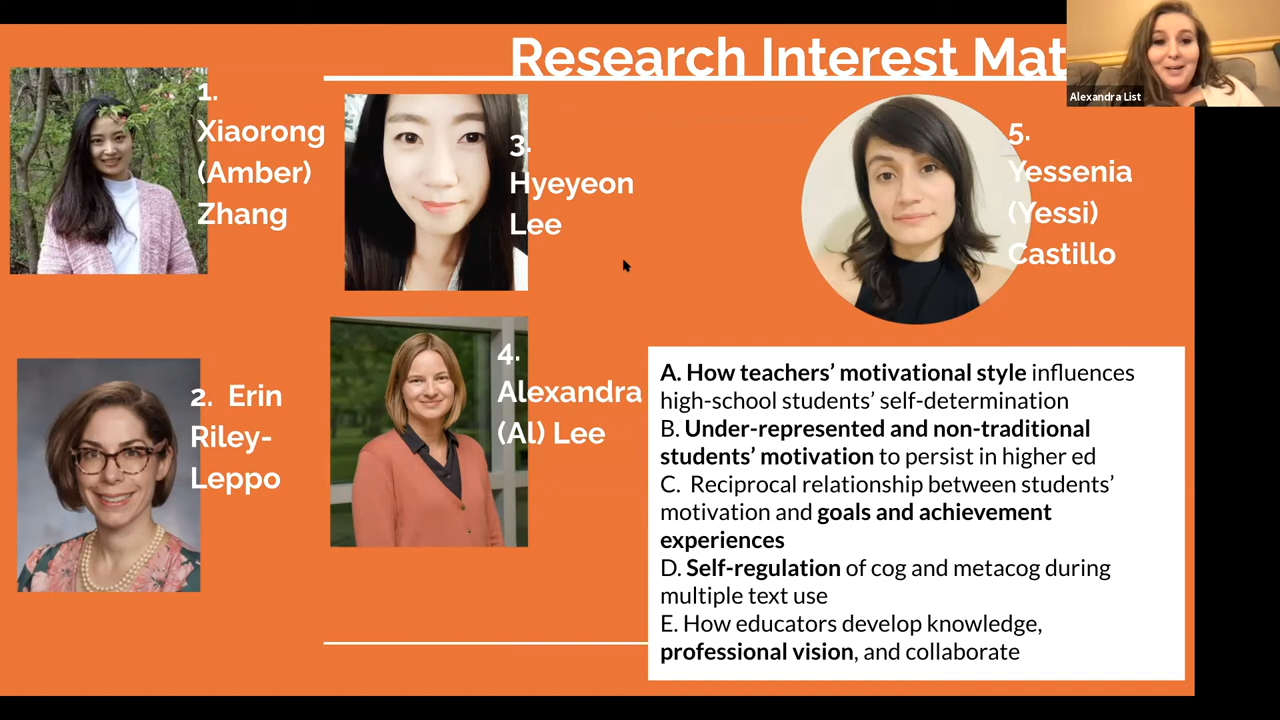 Research Interest Mat
Alexandra List
1.
Xiaorong
(Amber)
Zhang
2. Erin
Riley-
Leppo
3.
Hyeyeon
Lee
4.
Alexandra
(Al) Lee
5.
Yessenia
(Yessi)
Castillo
A. How teachers’ motivational style influences
high-school students’ self-determination
B. Under-represented and non-traditional
students’ motivation to persist in higher ed
C. Reciprocal relationship between students’
motivation and goals and achievement
experiences
D. Self-regulation of cog and metacog during
multiple text use
E. How educators develop knowledge,
professional vision, and collaborate